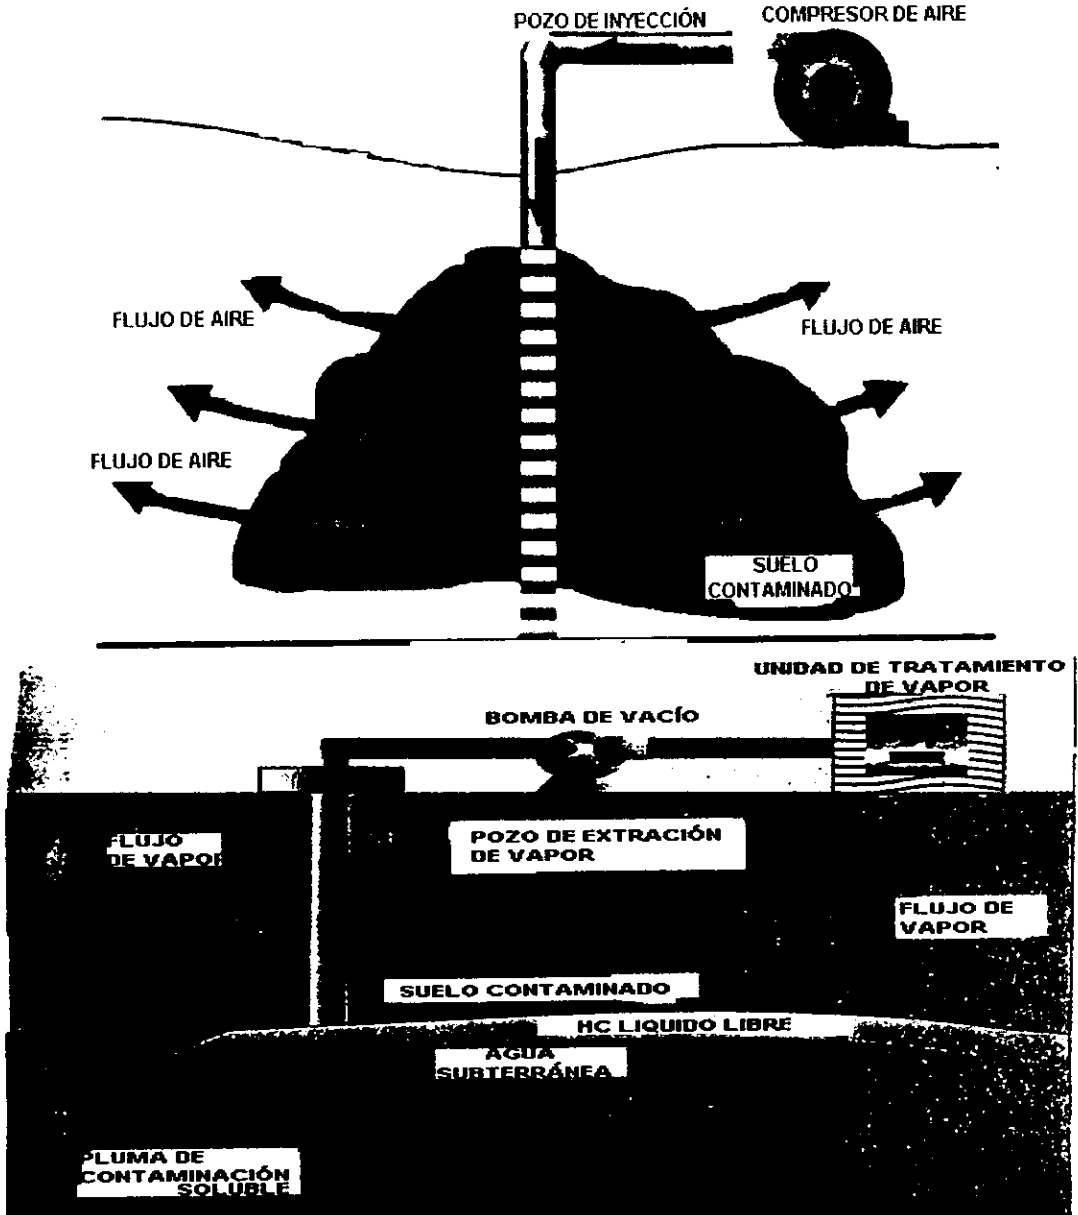 POZO DE INYECCIÓN
COMPRESOR DE AIRE
FLUJO DE AIRE
FLUJO DE AIRE
FLUJO DE AIRE
SUELO
CONTAMINADO
UNIDAD DE TRATAMIENTO
DE VAPOR
BOMBA DE VACÍO
FLUJO
DE VAPOR
POZO DE EXTRACCIÓN
DE VAPOR
FLUJO DE
VAPOR
SUELO CONTAMINADO
HC LIQUIDO LIBRE
AGUA
SUBTERRÁNEA
PLUMA DE
CONTAMINACIÓN
SOLUBLE